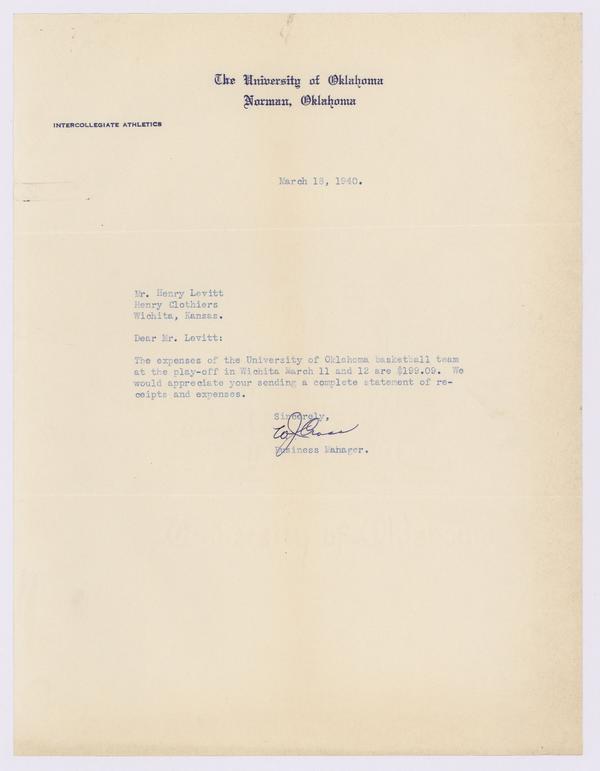 The University of Oklahoma
Norman, Oklahoma
INTERCOLLEGIATE ATHLETICS
March 18, 1940.
Mr. Henry Levitt
Henry Clothiers
Wichita, Kansas.
Dear Mr. Levitt:
The expenses of the University of Oklahoma basketball team
at the play-off in Wichita March 11 and 12 are $199.09. We
would appreciate your sending a complete statement of re-
ceipts and expenses.
Sincerely,
WJCross
Business Manager.